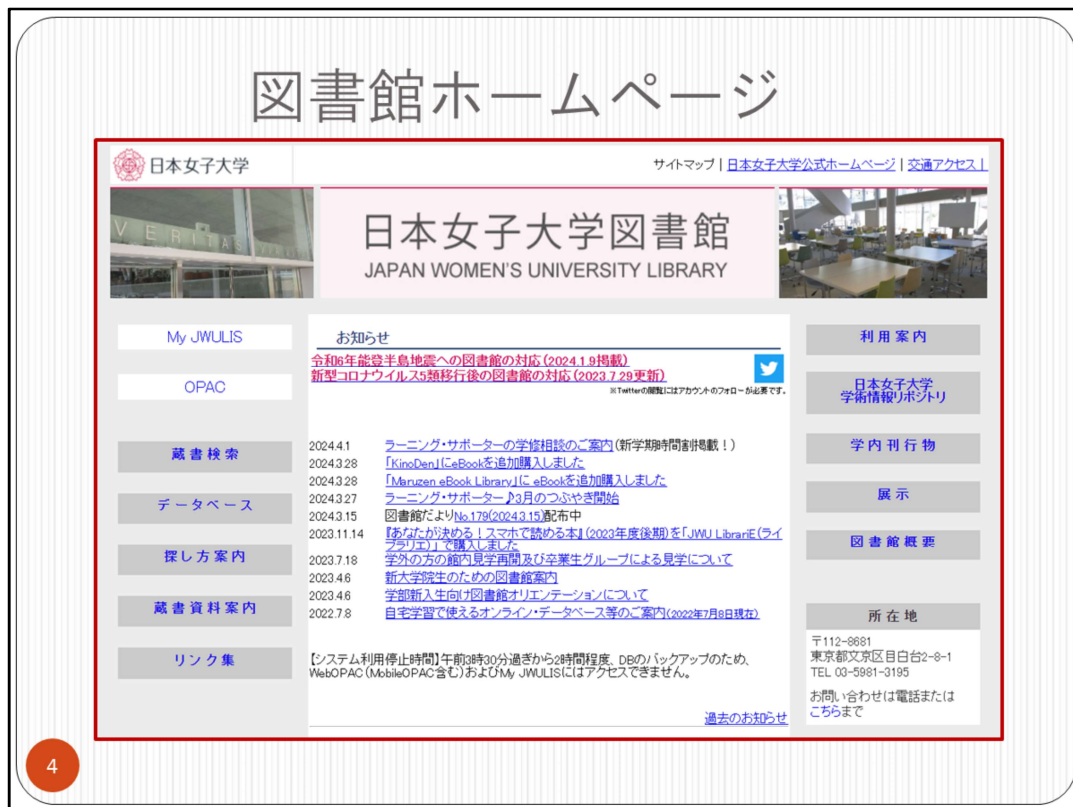 図書館ホームページ
日本女子大学
サイトマップ | 日本女子大学公式ホームページ | 交通アクセス |
VERITAS
日本女子大学図書館
JAPAN WOMEN'S UNIVERSITY LIBRARY
My JWULIS
OPAC
蔵書検索
データベース
探し方案内
蔵書資料案内
リンク集
お知らせ
令和6年能登半島地震への図書館の対応(2024.1.9掲載)
新型コロナウイルス5類移行後の図書館の対応(2023.7.29更新)
※Twitterの閲覧にはアカウントのフォローが必要です。
2024.4.1 ラーニング・サポーターの学修相談のご案内(新学期時間割掲載!)
2024.3.28 「KinoDen」にeBookを追加購入しました
2024.3.28 「Maruzen eBook Library」に eBookを追加購入しました
2024.3.27 ラーニング・サポーター♪3月のつぶやき開始
2024.3.15 図書館だよりNo.179(2024.3.15)配布中
2023.11.14 『あなたが決める!スマホで読める本』(2023年度後期)を「JWU LibrariE(ライ
ブラリエ)」で購入しました
2023.7.18 学外の方の館内見学再開及び卒業生グループによる見学について
2023.4.6 新大学院生のための図書館案内
2023.4.6 学部新入生向け図書館オリエンテーションについて
2022.7.8 自宅学習で使えるオンライン・データベース等のご案内(2022年7月8日現在)
【システム利用停止時間】午前3時30分過ぎから2時間程度、DBのバックアップのため、
WebOPAC(MobileOPAC含む)およびMy JWULISにはアクセスできません。
過去のお知らせ
利用案内
日本女子大学
学術情報リポジトリ
学内刊行物
展示
図書館概要
所在地
〒112-8681
東京都文京区目白台2-8-1
TEL 03-5981-3195
お問い合わせは電話または
こちらまで
4